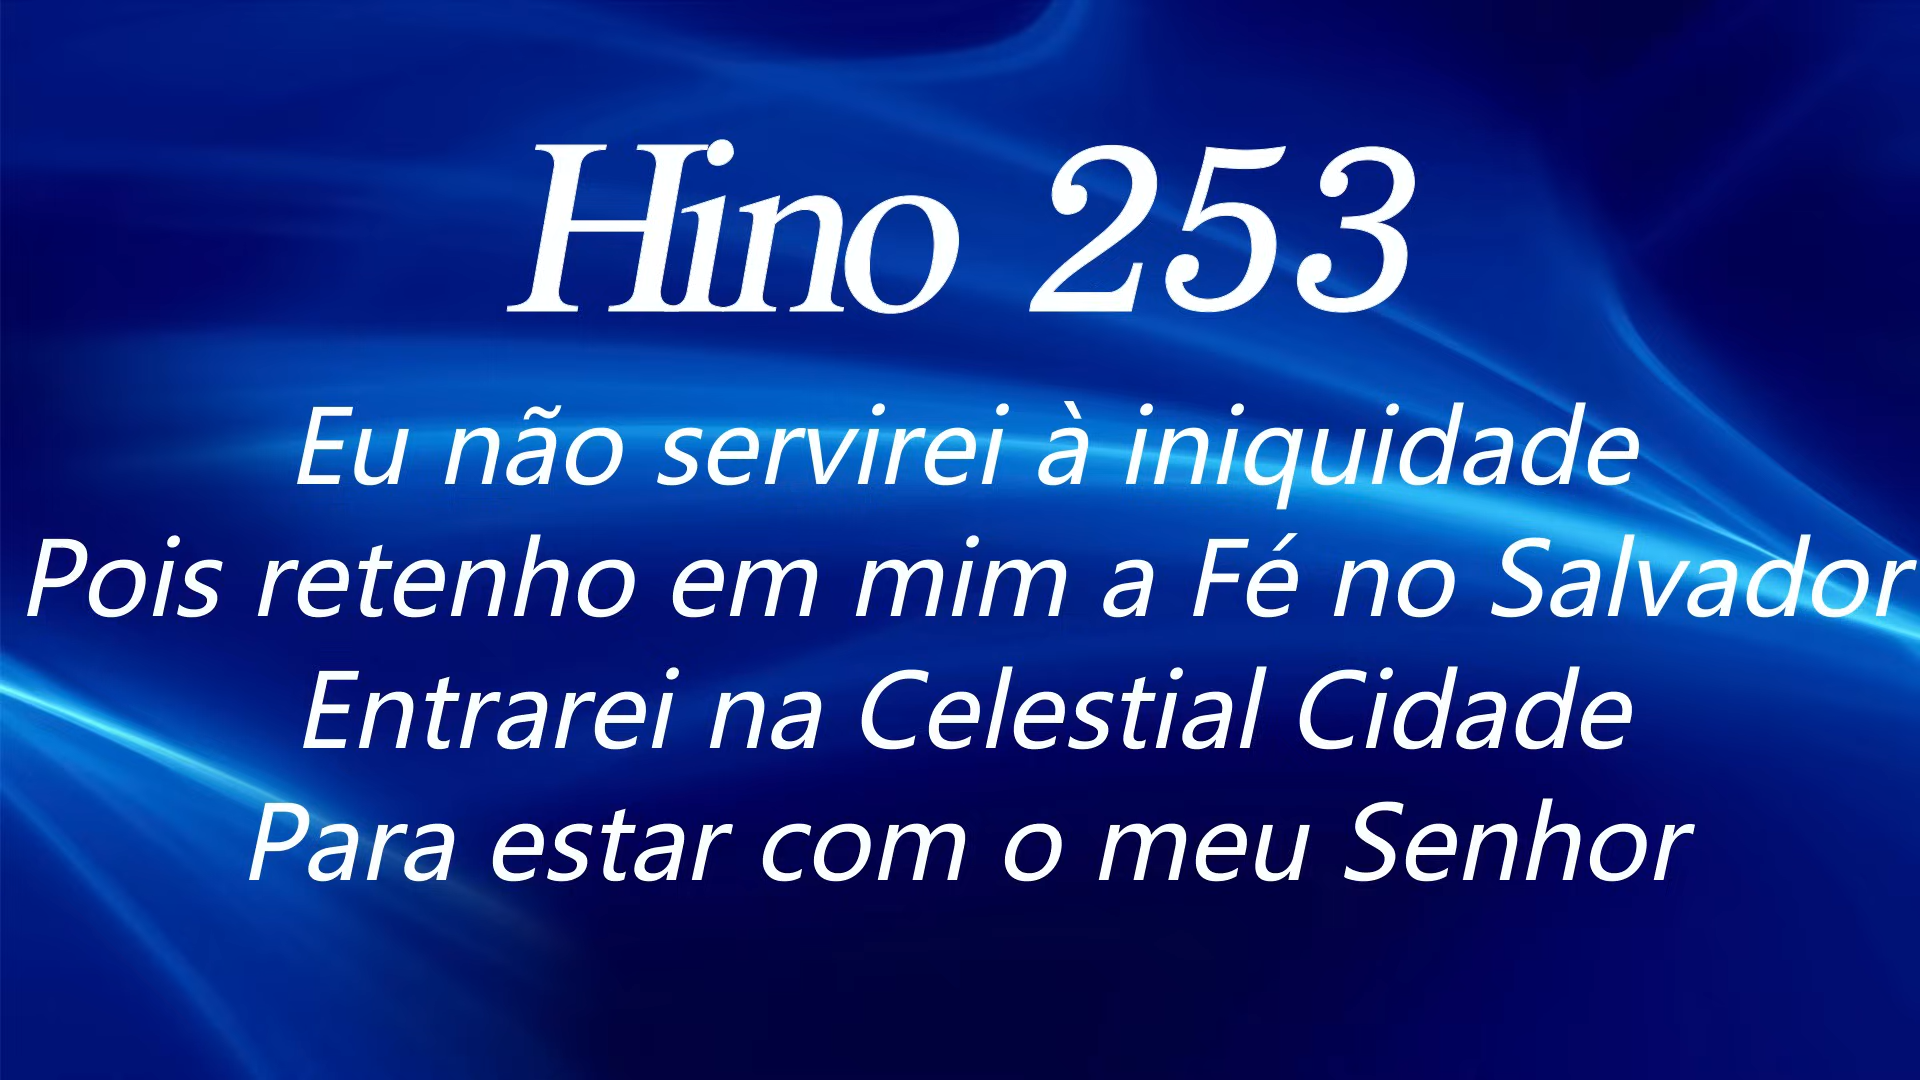 Hino 253
Eu não servirei à iniquidade
Pois retenho em mim a Fé no Salvador
Entrarei na Celestial Cidade
Para estar com o meu Senhor